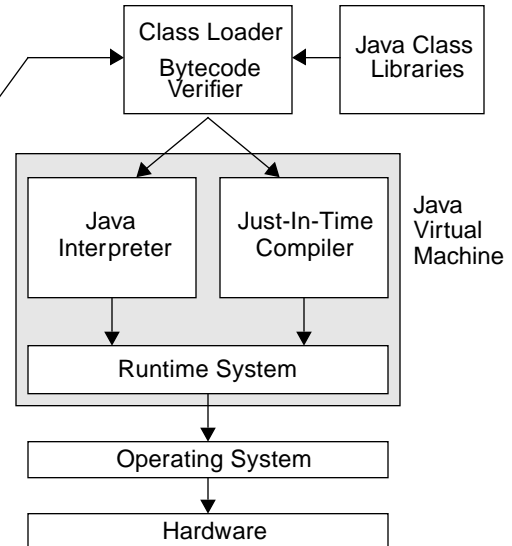 Class Loader
Bytecode
Verifier
Java Class
Libraries
Java
Interpreter
Just-In-Time
Compiler
Java
Virtual
Machine
Runtime System
Operating System
Hardware